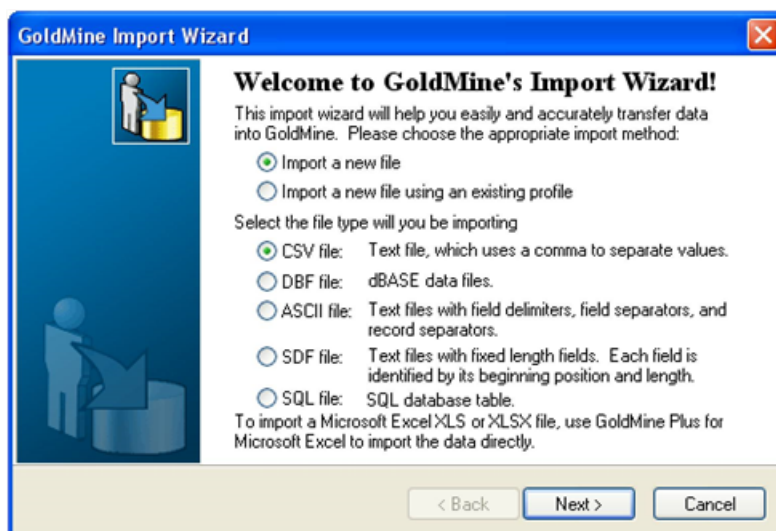 GoldMine Import Wizard
Welcome to GoldMine's Import Wizard!
This import wizard will help you easily and accurately transfer data
into GoldMine. Please choose the appropriate import method:
Import a new file
Import a new file using an existing profile
Select the file type will you be importing
CSV file: Text file, which uses a comma to separate values.
DBF file: dBASE data files.
ASCII file: Text files with field delimiters, field separators, and
record separators.
SDF file: Text files with fixed length fields. Each field is
identified by its beginning position and length.
SQL file: SQL database table.
To import a Microsoft Excel XLS or XLSX file, use GoldMine Plus for
Microsoft Excel to import the data directly.
< Back Next > Cancel